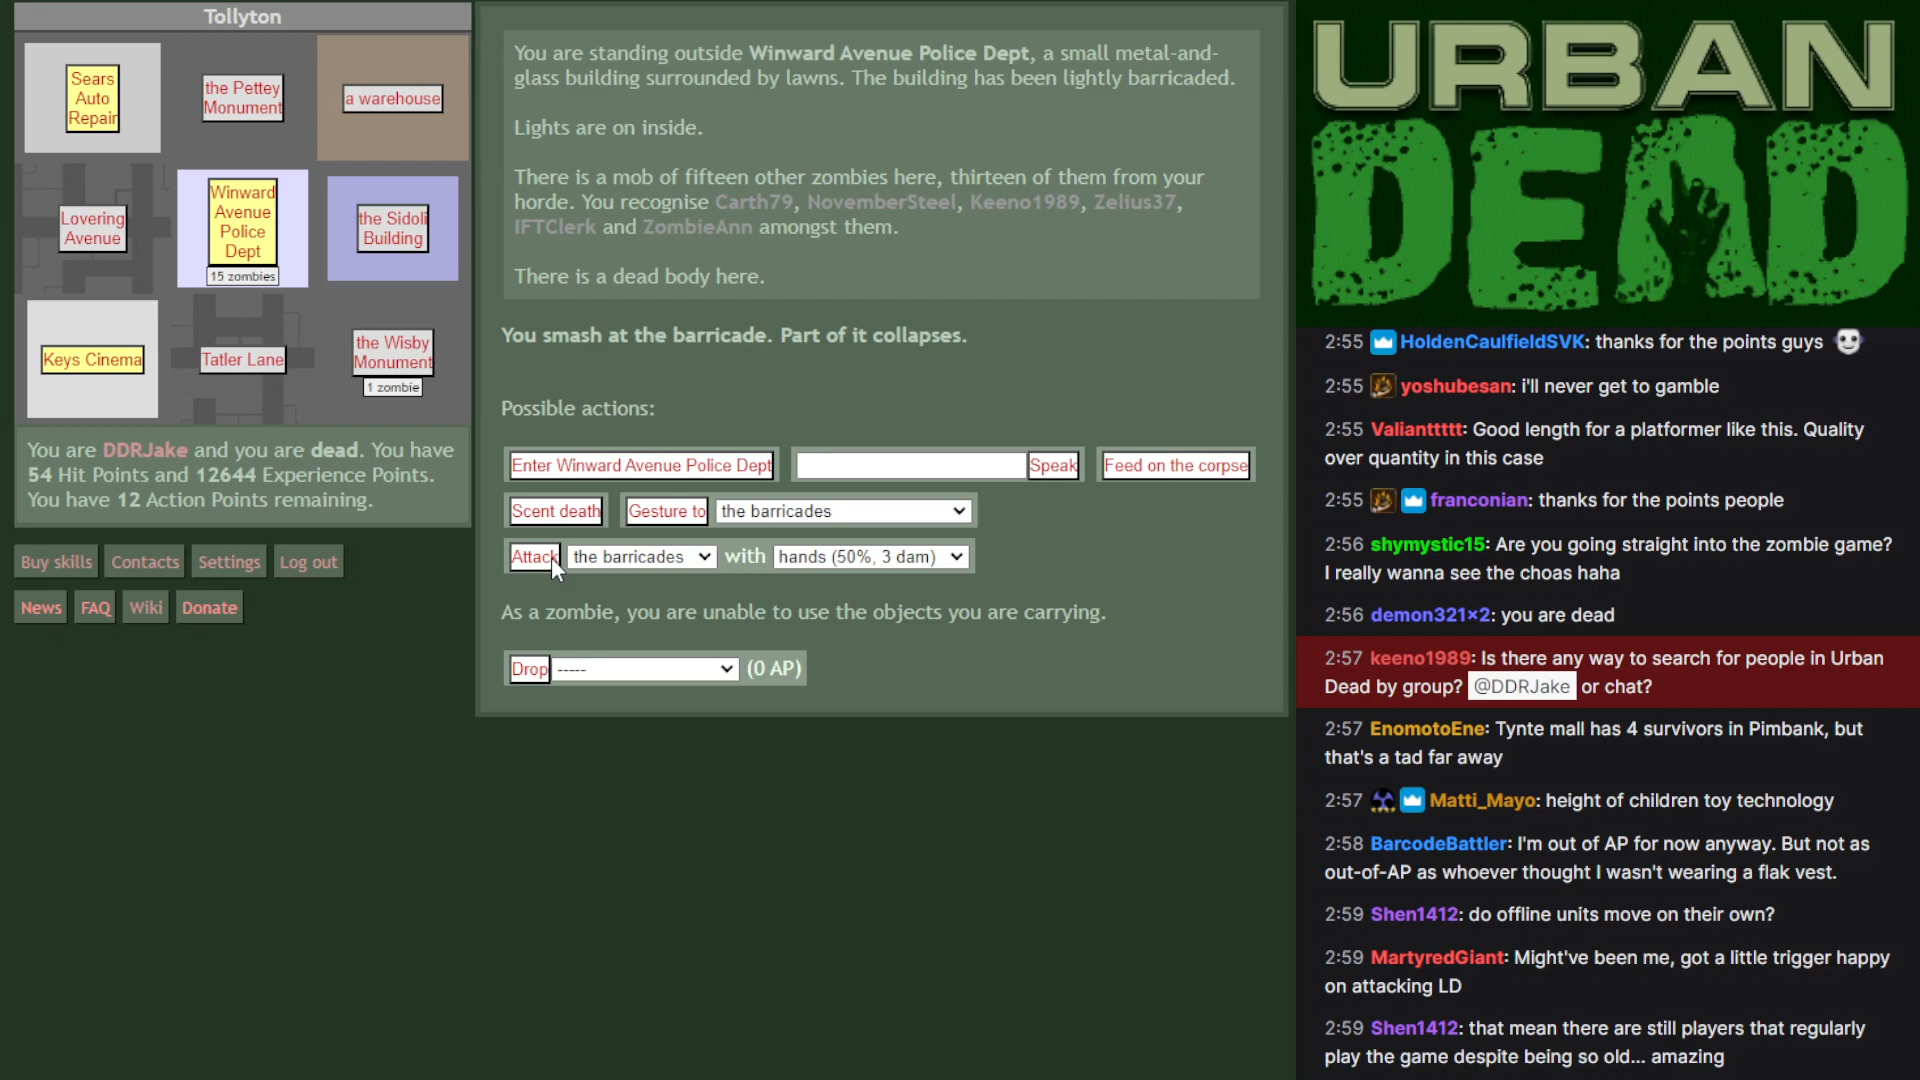 Tollyton
Sears
Auto
Repair
the Pettey
Monument
a warehouse
Lovering
Avenue
Winward
Avenue
Police
Dept
15 zombies
the Sidoli
Building
Keys Cinema
Tatler Lane
the Wisby
Monument
1 zombie
You are DDRJake and you are dead. You have
54 Hit Points and 12644 Experience Points.
You have 12 Action Points remaining.
Buy skills Contacts Settings Log out
News FAQ Wiki Donate
You are standing outside Winward Avenue Police Dept, a small metal-and-
glass building surrounded by lawns. The building has been lightly barricaded.
Lights are on inside.
There is a mob of fifteen other zombies here, thirteen of them from your
horde. You recognise Carth79, NovemberSteel, Keeno1989, Zelius37,
IFTClerk and ZombieAnn amongst them.
There is a dead body here.
You smash at the barricade. Part of it collapses.
Possible actions:
Enter Winward Avenue Police Dept Speak Feed on the corpse
Scent death Gesture to the barricades
Attack the barricades with hands (50%, 3 dam)
As a zombie, you are unable to use the objects you are carrying.
Drop ----- (0 AP)
URBAN
DEAD
2:55 HoldenCaulfieldSVK: thanks for the points guys
2:55 yoshubesan: i'll never get to gamble
2:55 Valianttttt: Good length for a platformer like this. Quality
over quantity in this case
2:55 franconian: thanks for the points people
2:56 shymystic15: Are you going straight into the zombie game?
I really wanna see the choas haha
2:56 demon321×2: you are dead
2:57 keeno1989: Is there any way to search for people in Urban
Dead by group? @DDRJake or chat?
2:57 EnomotoEne: Tynte mall has 4 survivors in Pimbank, but
that's a tad far away
2:57 Matti_Mayo: height of children toy technology
2:58 BarcodeBattler: I'm out of AP for now anyway. But not as
out-of-AP as whoever thought I wasn't wearing a flak vest.
2:59 Shen1412: do offline units move on their own?
2:59 MartyredGiant: Might've been me, got a little trigger happy
on attacking LD
2:59 Shen1412: that mean there are still players that regularly
play the game despite being so old... amazing